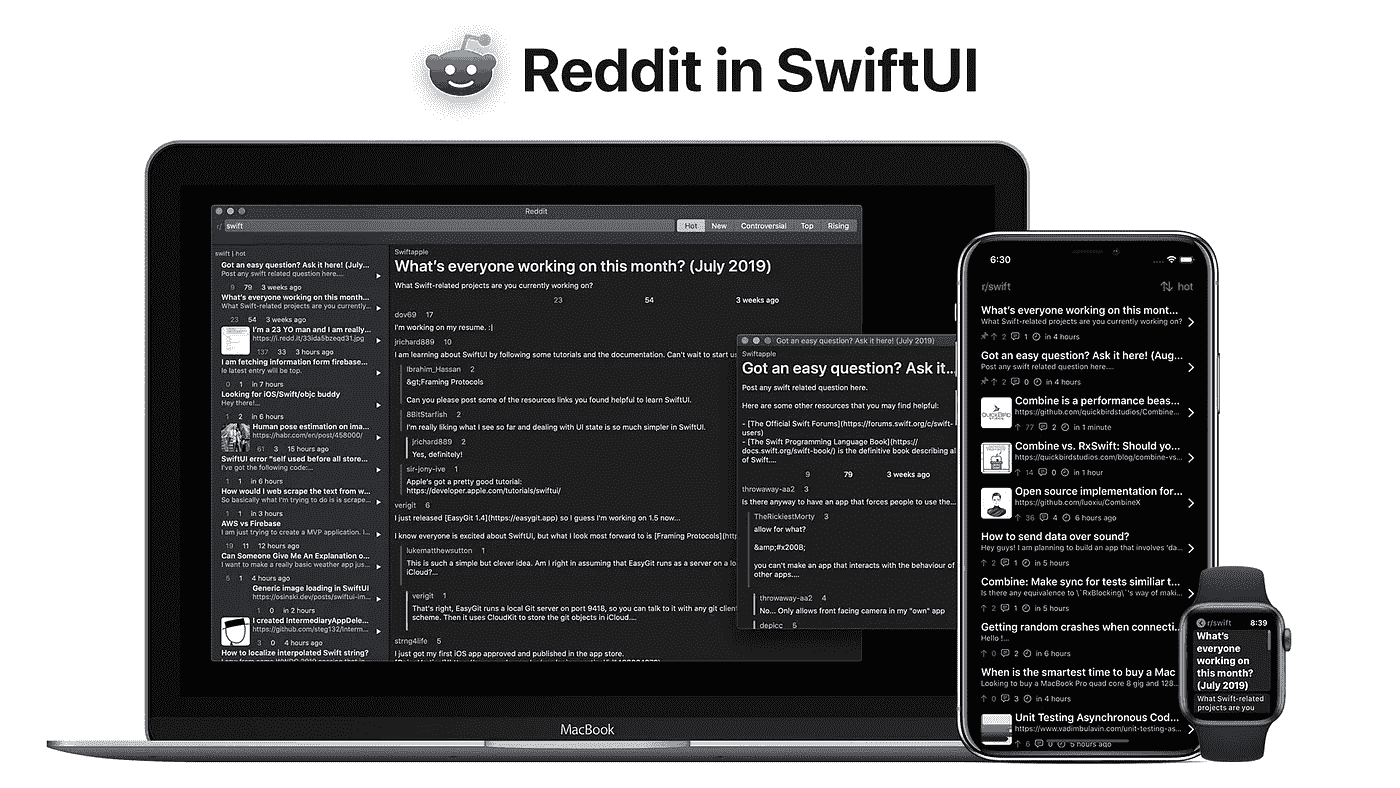 Reddit in SwiftUI
Reddit
r/ swift
Hot New Controversial Top Rising
swift | hot
Got an easy question? Ask it here! (July...
Post any swift related question here....
9 79 3 weeks ago
What's everyone working on this month...
What Swift-related projects are you currently...
23 54 3 weeks ago
I'm a 23 YO man and I am really...
https://i.redd.it/33ida5bzeqd31.jpg
137 33 3 hours ago
I am fetching information form firebase...
le latest entry will be top.
0 1 in 7 hours
Looking for iOS/Swift/objc buddy
Hey there!...
1 2 in 6 hours
Human pose estimation on ima...
https://habr.com/en/post/458000/
61 3 15 hours ago
SwiftUI error "self used before all store...
I've got the following code:...
1 1 in 6 hours
How would I web scrape the text from w...
So basically what I'm trying to do is is scrape...
1 1 in 3 hours
AWS vs Firebase
I am just trying to create a MVP application. I...
19 11 12 hours ago
Can Someone Give Me An Explanation o...
I want to make a really basic weather app jus...
5 1 4 hours ago
Generic image loading in SwiftUI
https://osinski.dev/posts/swiftui-im...
1 0 in 2 hours
I created IntermediaryAppDele...
https://github.com/steg132/Interm...
3 0 4 hours ago
How to localize interpolated Swift string?
Swiftapple
What's everyone working on this month? (July 2019)
What Swift-related projects are you currently working on?
23 54 3 weeks ago
dov69 17
I'm working on my resume. :|
jrichard889 10
I am learning about SwiftUI by following some tutorials and the documentation. Can't wait to start us
Ibrahim_Hassan 2
&gt;Framing Protocols
Can you please post some of the resources links you found helpful to learn SwiftUI.
8BitStarfish 2
I'm really liking what I see so far and dealing with UI state is so much simpler in SwiftUI.
jrichard889 2
Yes, definitely!
sir-jony-ive 1
Apple's got a pretty good tutorial:
https://developer.apple.com/tutorials/swiftui/
verigit 6
I just released [EasyGit 1.4](https://easygit.app) so I guess I'm working on 1.5 now...
I know everyone is excited about SwiftUI, but what I look most forward to is [Framing Protocols](http
lukematthewsutton 1
This is such a simple but clever idea. Am I right in assuming that EasyGit runs as a server on a lo
iCloud?...
verigit 1
That's right, EasyGit runs a local Git server on port 9418, so you can talk to it with any git client
scheme. Then it uses CloudKit to store the git objects in iCloud....
strng4life 5
I just got my first iOS app approved and published in the app store.
Got an easy question? Ask it here! (July 2019)
Swiftapple
Got an easy question? Ask it...
Post any swift related question here.
Here are some other resources that you may find helpful:
- [The Swift Forums](https://forums.swift.org/c/swift-
users)
- [The Swift Programming Language Book](https://
docs.swift.org/swift-book/) is the definitive book describing al
of Swift....
9 79 3 weeks ago
throwaway-aa2 3
Is there anyway to have an app that forces people to use the...
TheRickiestMorty 3
allow for what?
&amp;#x200B;
you can't make an app that interacts with the behaviour of
other apps....
throwaway-aa2 4
No... Only allows front facing camera in my "own" app
depicc 5
MacBook
6:30
r/swift hot
What's everyone working on this mont...
What Swift-related projects are you currently working on?
2 1 in 4 hours
Got an easy question? Ask it here! (Aug...
Post any swift related question here....
5 0 in 4 hours
Combine is a performance beas...
https://github.com/quickbirdstudios/Combine...
77 2 in 1 minute
Combine vs. RxSwift: Should yo...
https://quickbirdstudios.com/blog/combine-vs...
14 0 in 1 hour
Open source implementation for...
https://github.com/luoxiu/CombineX
36 4 6 hours ago
How to send data over sound?
Hey guys! I am planning to build an app that involves 'da...
2 1 in 5 hours
Combine: Make sync for tests similiar t...
Is there any equivalence to \`RxBlocking\`'s way of maki...
2 1 in 5 hours
Getting random crashes when connecti...
Hello !...
0 2 in 6 hours
When is the smartest time to buy a Mac
Looking to buy a MacBook Pro quad core 8 gig and 128...
0 3 in 4 hours
Unit Testing Asynchronous Cod...
https://www.vadimbulavin.com/unit-testing-as...
6 0 5 hours ago
r/swift 8:39
What's
everyone
working on
this month?
(July 2019)
What Swift-related
projects are you